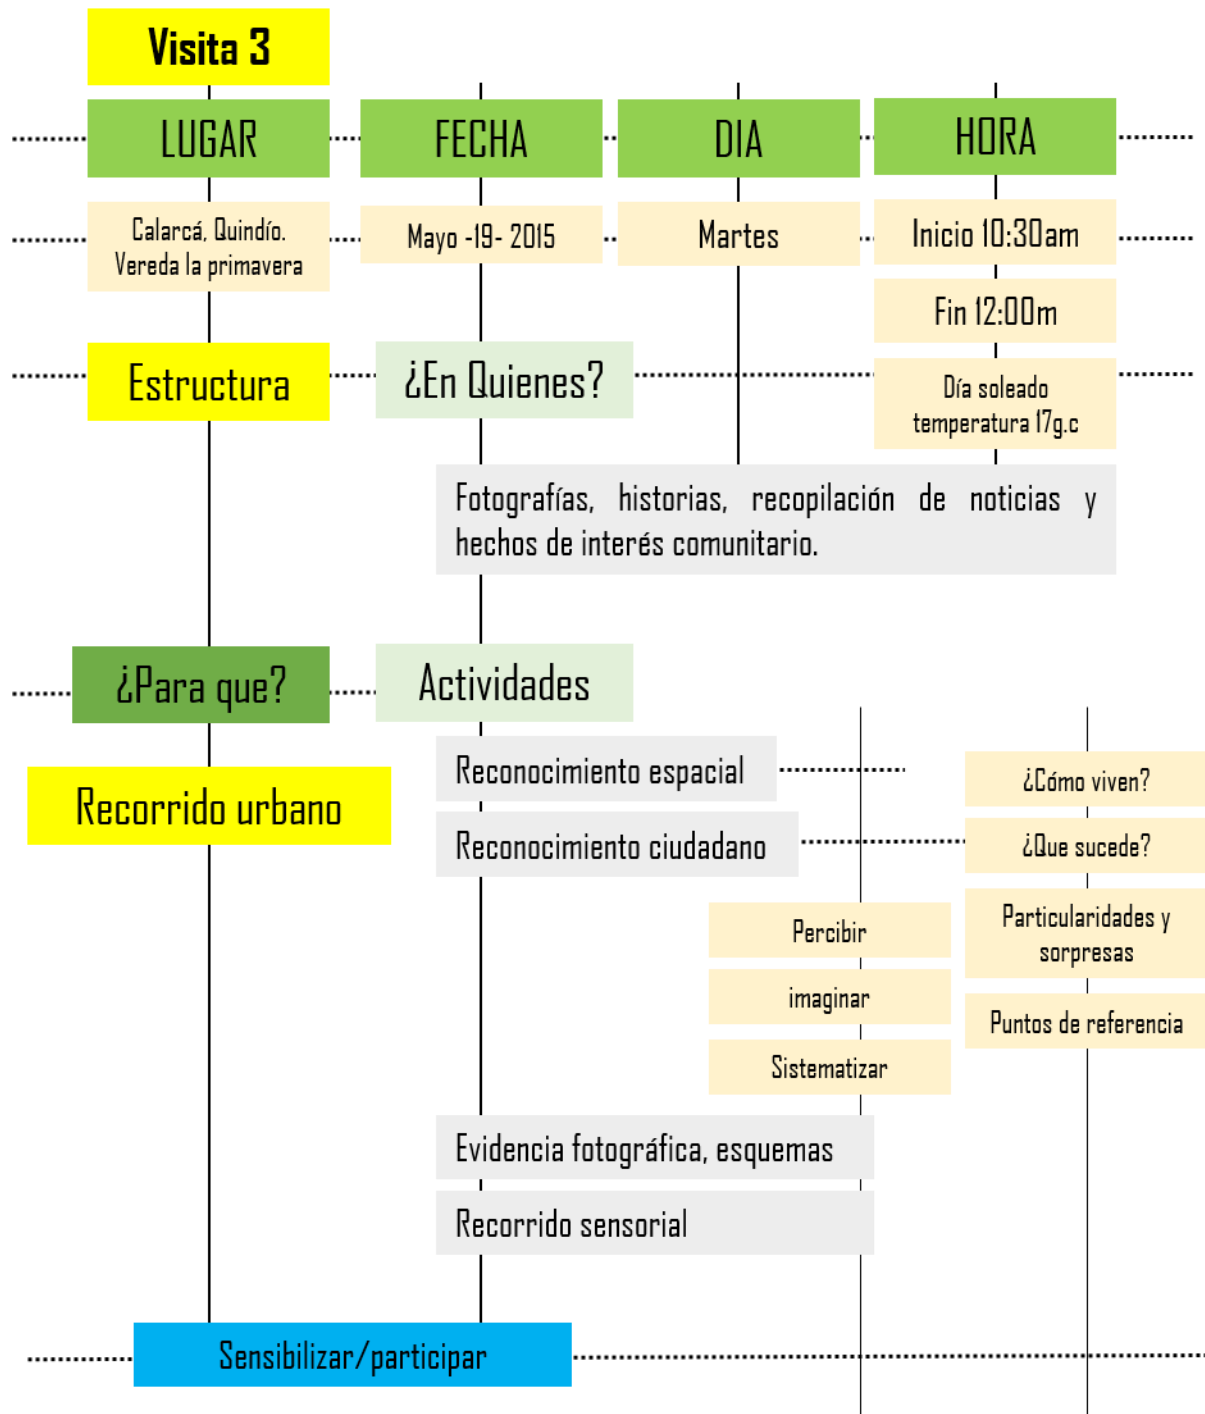 Visita 3
LUGAR
FECHA
DIA
HORA
Calarcá, Quindío.
Vereda la primavera
Mayo -19- 2015
Martes
Inicio 10:30am
Fin 12:00m
Estructura
¿En Quienes?
Día soleado
temperatura 17g.c
Fotografías, historias, recopilación de noticias y
hechos de interés comunitario.
¿Para que?
Actividades
Recorrido urbano
Reconocimiento espacial
¿Cómo viven?
Reconocimiento ciudadano
¿Que sucede?
Percibir
Particularidades y
sorpresas
imaginar
Puntos de referencia
Sistematizar
Evidencia fotográfica, esquemas
Recorrido sensorial
Sensibilizar/participar